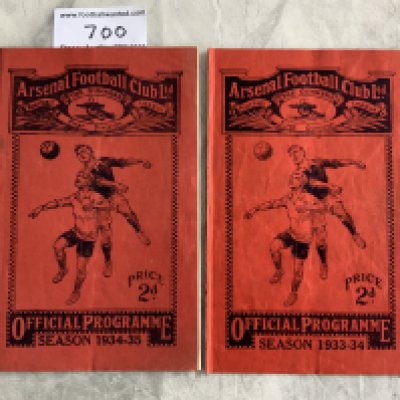 www.footballwanted.com
700
Arsenal Football Club Ltd
PRICE
2d.
OFFICIAL PROGRAMME
SEASON 1934-35
Arsenal Football Club Ltd
PRICE
2d.
OFFICIAL PROGRAMME
SEASON 1933-34